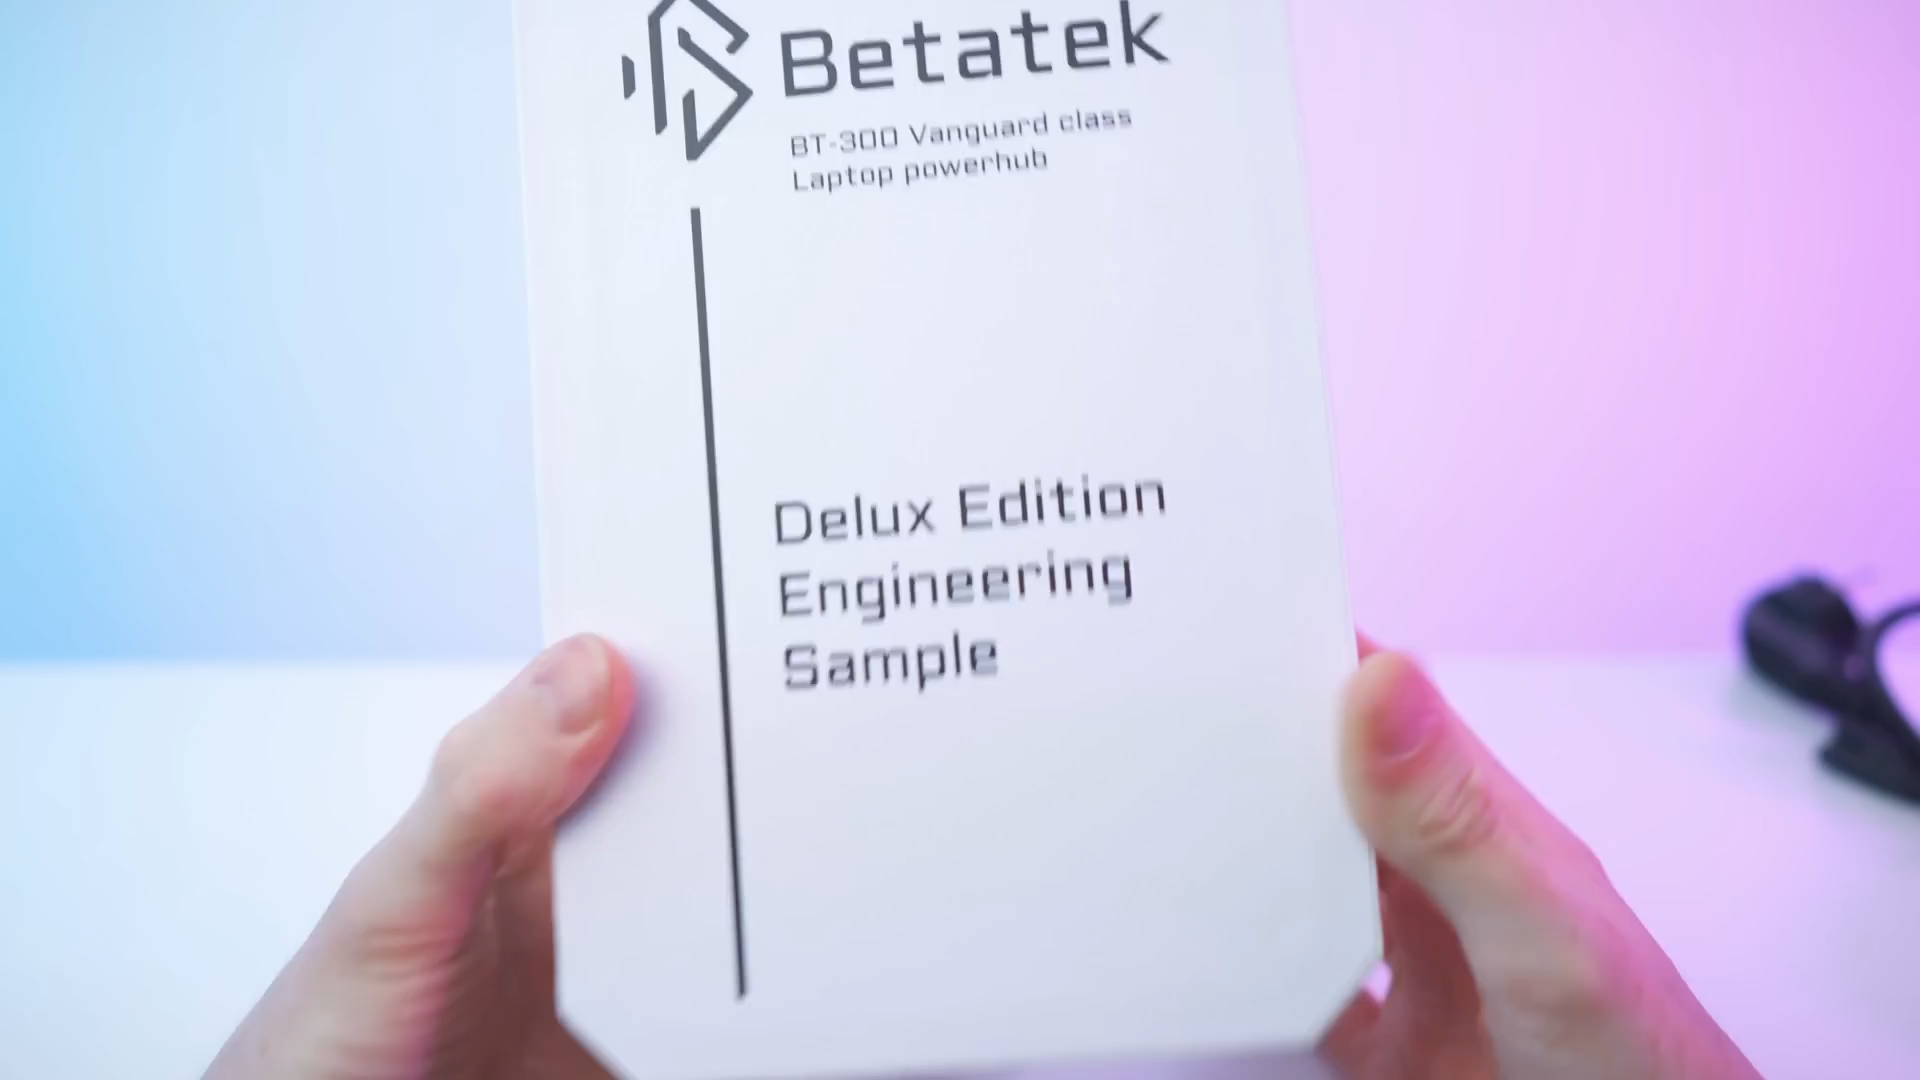 Betatek
BT-300 Vanguard class
Laptop powerhub
Delux Edition
Engineering
Sample